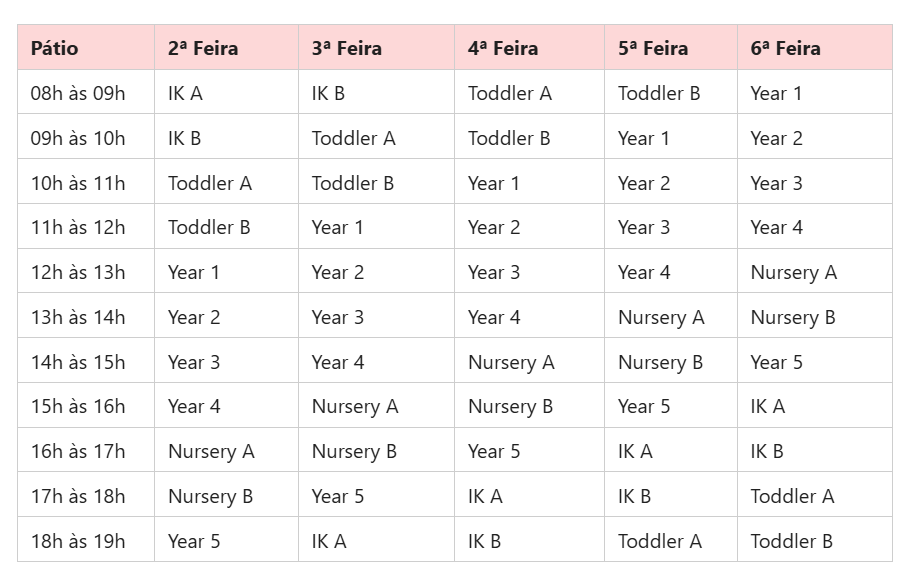 Pátio 2ª Feira 3ª Feira 4ª Feira 5ª Feira 6ª Feira
08h às 09h IK A IK B Toddler A Toddler B Year 1
09h às 10h IK B Toddler A Toddler B Year 1 Year 2
10h às 11h Toddler A Toddler B Year 1 Year 2 Year 3
11h às 12h Toddler B Year 1 Year 2 Year 3 Year 4
12h às 13h Year 1 Year 2 Year 3 Year 4 Nursery A
13h às 14h Year 2 Year 3 Year 4 Nursery A Nursery B
14h às 15h Year 3 Year 4 Nursery A Nursery B Year 5
15h às 16h Year 4 Nursery A Nursery B Year 5 IK A
16h às 17h Nursery A Nursery B Year 5 IK A IK B
17h às 18h Nursery B Year 5 IK A IK B Toddler A
18h às 19h Year 5 IK A IK B Toddler A Toddler B